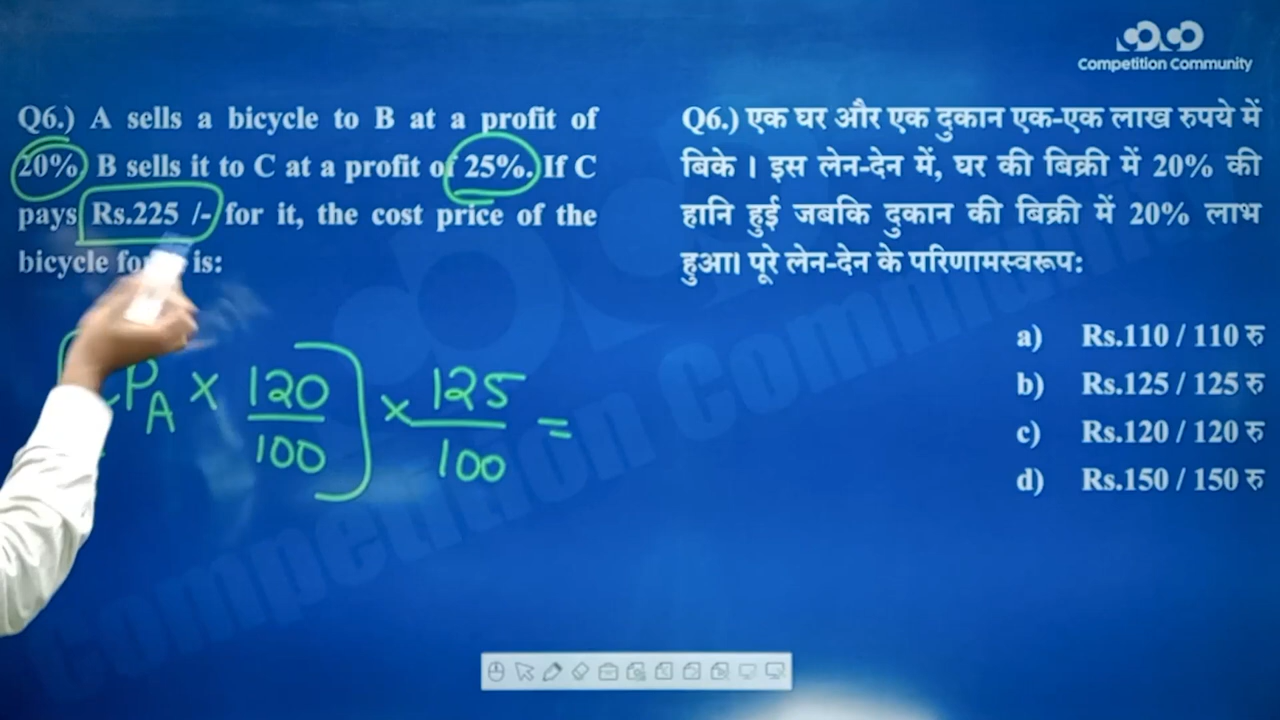 Competition Community
Q6.) A sells a bicycle to B at a profit of
20% B sells it to C at a profit of 25%. If C
pays Rs.225 /- for it, the cost price of the
bicycle is:
Q6.) एक घर और एक दुकान एक-एक लाख रुपये में
बिके । इस लेन-देन में, घर की बिक्री में 20% की
हानि हुई जबकि दुकान की बिक्री में 20% लाभ
हुआ। पूरे लेन-देन के परिणामस्वरूप:
a) Rs.110 / 110 रु
b) Rs.125 / 125 रु
c) Rs.120 / 120 रु
d) Rs.150 / 150 रु
PA × 120/100 ] × 125/100 =
Competition Community